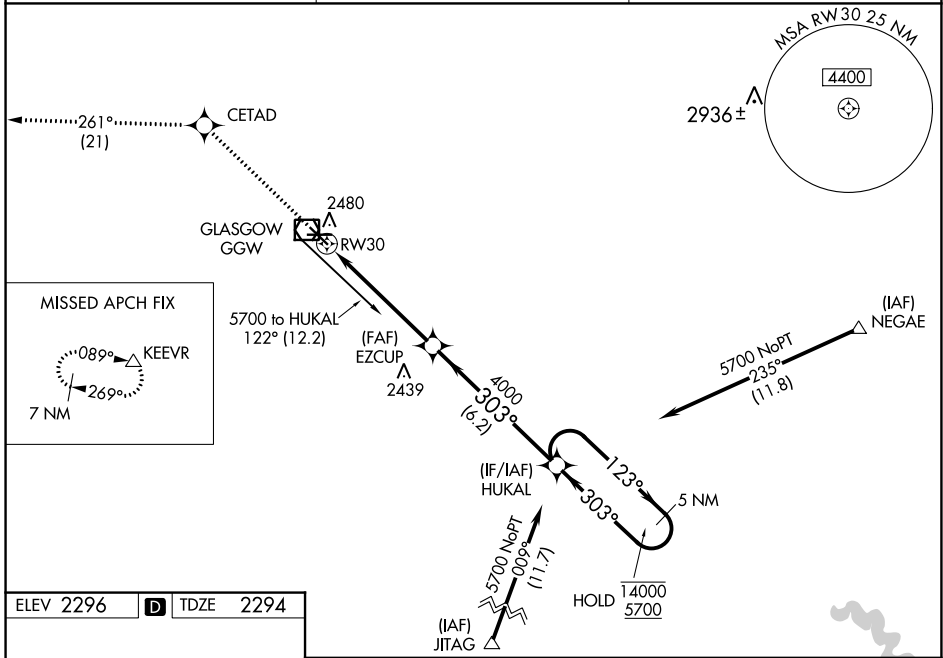 MSA RW30 25 NM
4400
2936±
CETAD
261°
(21)
2480
GLASGOW
GGW
RW30
MISSED APCH FIX
089°
KEEVR
269°
7 NM
5700 to HUKAL
122° (12.2)
(FAF)
EZCUP
2439
4000
303°
(6.2)
(IAF)
NEGAE
5700 NoPT
235°
(11.8)
(IF/IAF)
HUKAL
123°
303°
5 NM
5700 NoPT
009°
(11.7)
HOLD
14000
5700
(IAF)
JITAG
ELEV 2296 D TDZE 2294